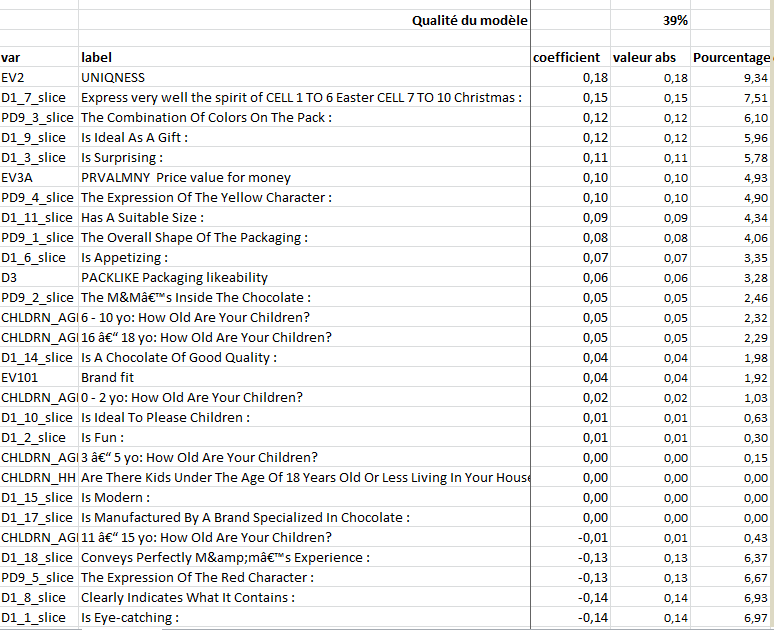 Qualité du modèle 39%
var label coefficient valeur abs Pourcentage
EV2 UNIQNESS 0,18 0,18 9,34
D1_7_slice Express very well the spirit of CELL 1 TO 6 Easter CELL 7 TO 10 Christmas : 0,15 0,15 7,51
PD9_3_slice The Combination Of Colors On The Pack : 0,12 0,12 6,10
D1_9_slice Is Ideal As A Gift : 0,12 0,12 5,96
D1_3_slice Is Surprising : 0,11 0,11 5,78
EV3A PRVALMNY Price value for money 0,10 0,10 4,93
PD9_4_slice The Expression Of The Yellow Character : 0,10 0,10 4,90
D1_11_slice Has A Suitable Size : 0,09 0,09 4,34
PD9_1_slice The Overall Shape Of The Packaging : 0,08 0,08 4,06
D1_6_slice Is Appetizing : 0,07 0,07 3,35
D3 PACKLIKE Packaging likeability 0,06 0,06 3,28
PD9_2_slice The M&Mâ€™s Inside The Chocolate : 0,05 0,05 2,46
CHLDRN_AGI 6 - 10 yo: How Old Are Your Children? 0,05 0,05 2,32
CHLDRN_AGI 16 â€“ 18 yo: How Old Are Your Children? 0,05 0,05 2,29
D1_14_slice Is A Chocolate Of Good Quality : 0,04 0,04 1,98
EV101 Brand fit 0,04 0,04 1,92
CHLDRN_AGI 0 - 2 yo: How Old Are Your Children? 0,02 0,02 1,03
D1_10_slice Is Ideal To Please Children : 0,01 0,01 0,63
D1_2_slice Is Fun : 0,01 0,01 0,30
CHLDRN_AGI 3 â€“ 5 yo: How Old Are Your Children? 0,00 0,00 0,15
CHLDRN_HH Are There Kids Under The Age Of 18 Years Old Or Less Living In Your House 0,00 0,00 0,00
D1_15_slice Is Modern : 0,00 0,00 0,00
D1_17_slice Is Manufactured By A Brand Specialized In Chocolate : 0,00 0,00 0,00
CHLDRN_AGI 11 â€“ 15 yo: How Old Are Your Children? -0,01 0,01 0,43
D1_18_slice Conveys Perfectly M&amp;mâ€™s Experience : -0,13 0,13 6,37
PD9_5_slice The Expression Of The Red Character : -0,13 0,13 6,67
D1_8_slice Clearly Indicates What It Contains : -0,14 0,14 6,93
D1_1_slice Is Eye-catching : -0,14 0,14 6,97